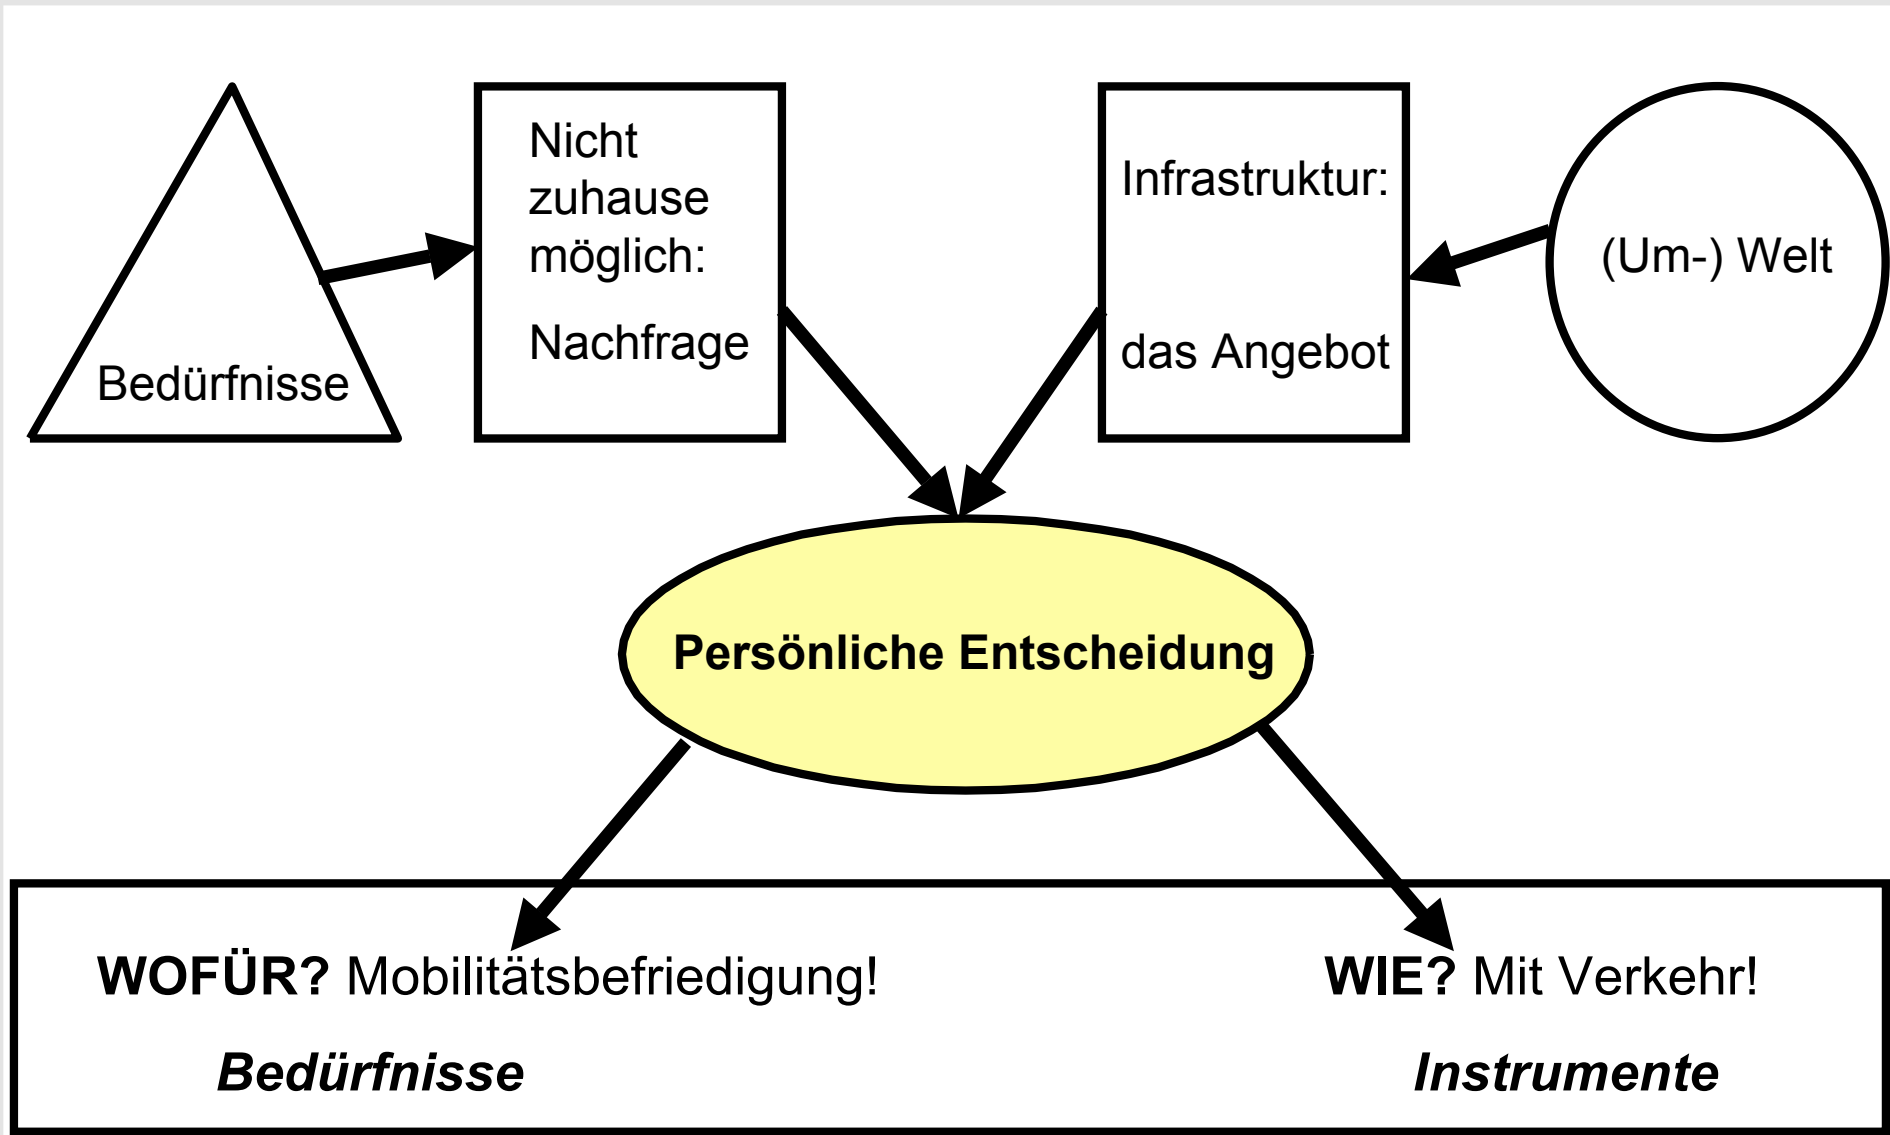 Bedürfnisse
Nicht
zuhause
möglich:
Nachfrage
Infrastruktur:
das Angebot
(Um-) Welt
Persönliche Entscheidung
WOFÜR? Mobilitätsbefriedigung!
Bedürfnisse
WIE? Mit Verkehr!
Instrumente